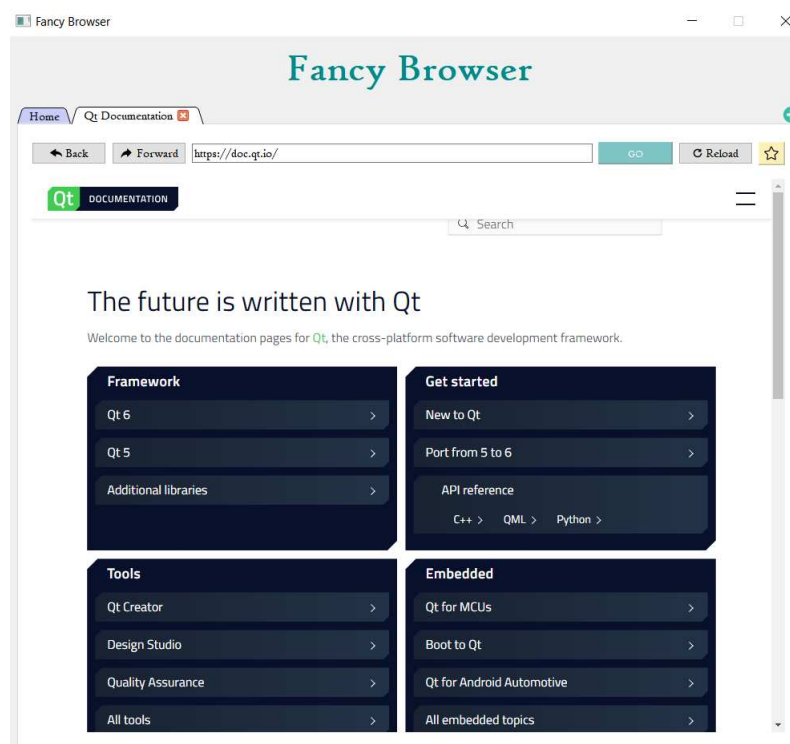 Fancy Browser
Fancy Browser
Home Qt Documentation
Back Forward https://doc.qt.io/ GO Reload
Qt DOCUMENTATION
Search
The future is written with Qt
Welcome to the documentation pages for Qt, the cross-platform software development framework.
Framework
Qt 6
Qt 5
Additional libraries
Get started
New to Qt
Port from 5 to 6
API reference
C++ QML Python
Tools
Qt Creator
Design Studio
Quality Assurance
All tools
Embedded
Qt for MCUs
Boot to Qt
Qt for Android Automotive
All embedded topics